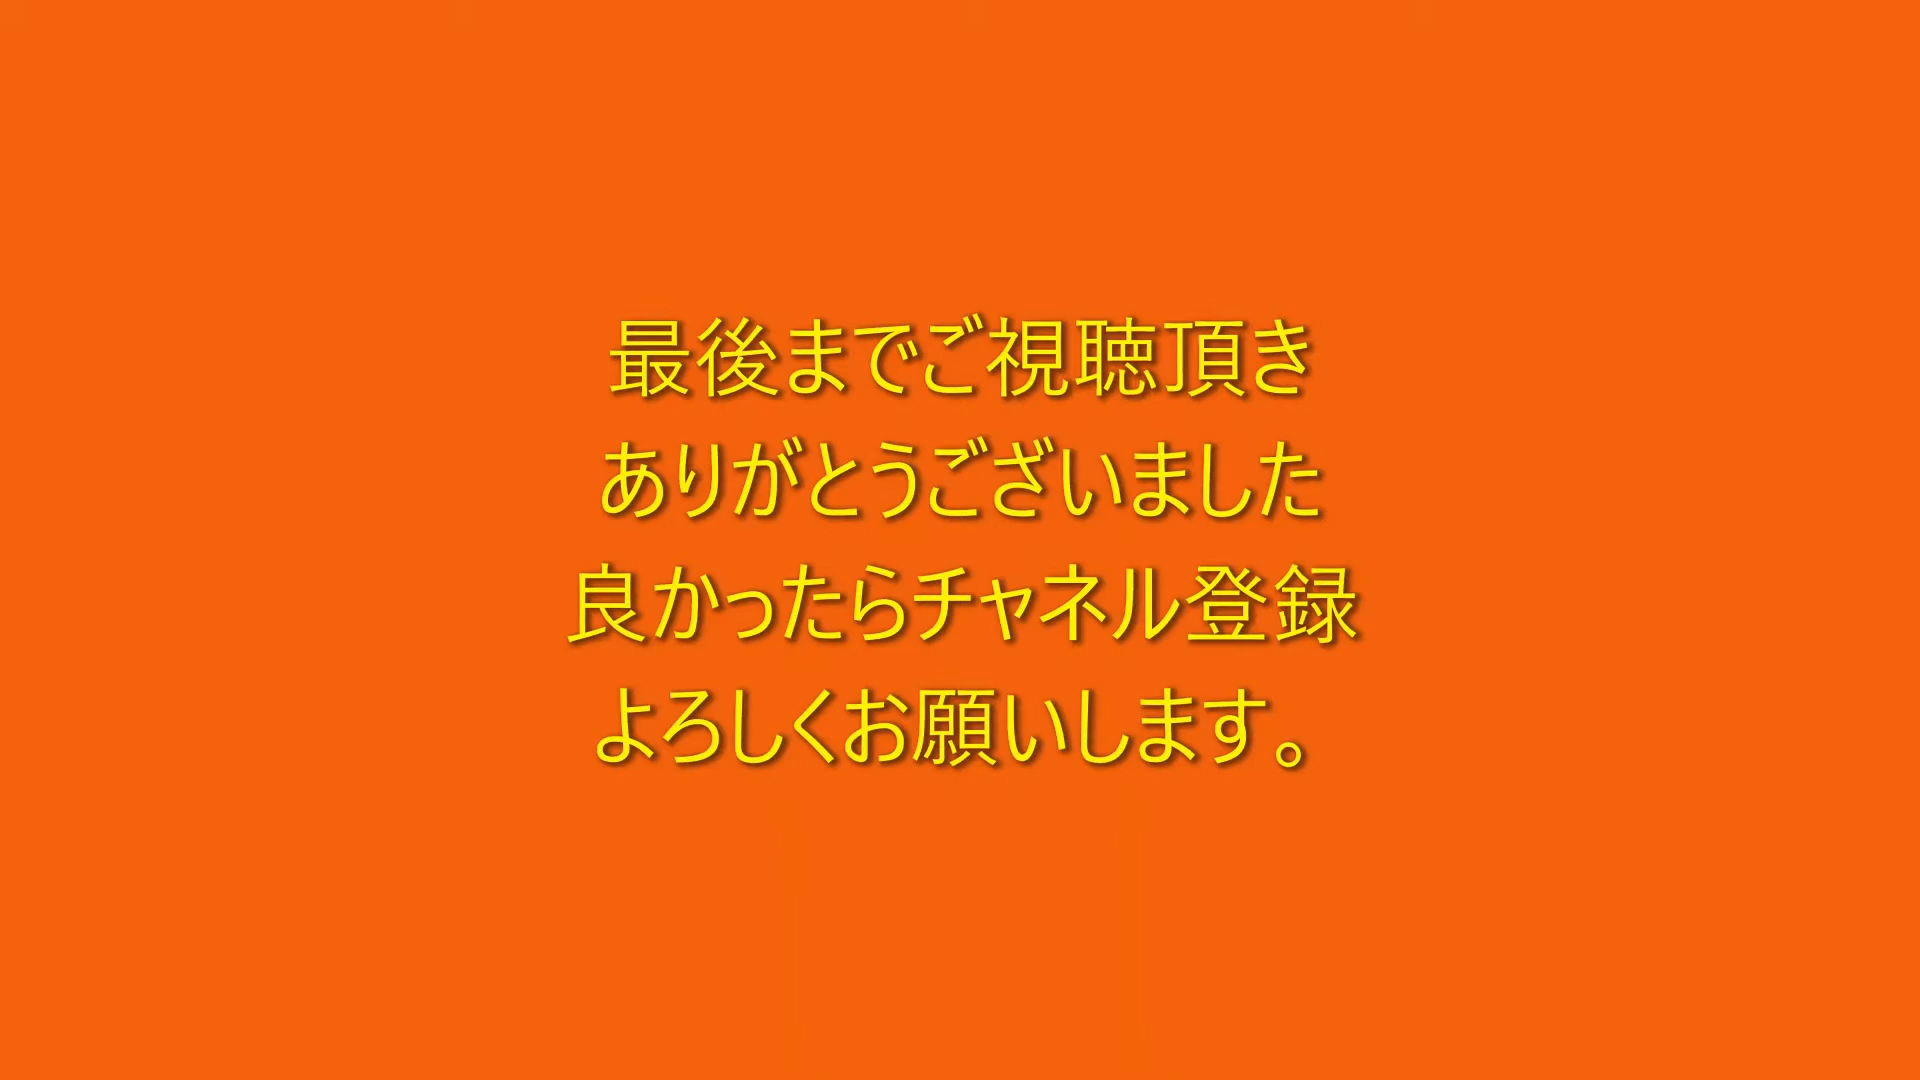 最後までご視聴頂き
ありがとうございました
良かったらチャネル登録
よろしくお願いします。